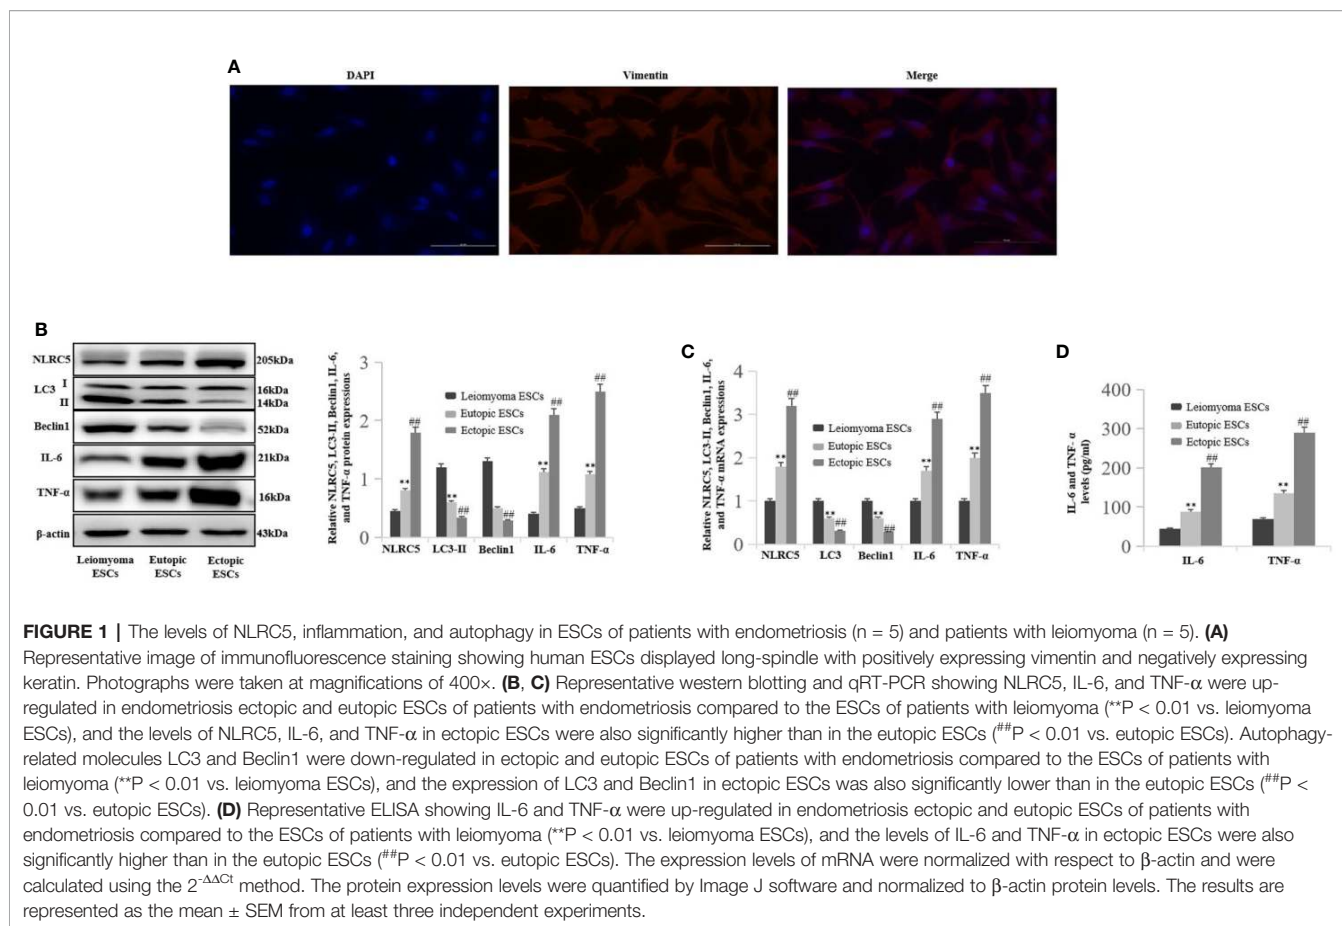 A
DAPI
Vimentin
Merge
B
NLRC5
205kDa
LC3
I
16kDa
II
14kDa
Beclin1
52kDa
IL-6
21kDa
TNF-α
16kDa
β-actin
43kDa
Leiomyoma
ESCs
Eutopic
ESCs
Ectopic
ESCs
Relative NLRC5, LC3-II, Beclin1, IL-6,
and TNF-α protein expressions
3
2
1
0
Leiomyoma ESCs
Eutopic ESCs
Ectopic ESCs
**
##
**
##
##
**
##
**
##
NLRC5
LC3-II
Beclin1
IL-6
TNF-α
C
Relative NLRC5, LC3-II, Beclin1, IL-6,
and TNF-α mRNA expressions
4
3
2
1
0
Leiomyoma ESCs
Eutopic ESCs
Ectopic ESCs
**
##
**
##
**
##
**
##
**
##
NLRC5
LC3
Beclin1
IL-6
TNF-α
D
IL-6 and TNF- α
levels (pg/ml)
400
300
200
100
0
Leiomyoma ESCs
Eutopic ESCs
Ectopic ESCs
**
##
**
##
IL-6
TNF-α
FIGURE 1 | The levels of NLRC5, inflammation, and autophagy in ESCs of patients with endometriosis (n = 5) and patients with leiomyoma (n = 5). (A)
Representative image of immunofluorescence staining showing human ESCs displayed long-spindle with positively expressing vimentin and negatively expressing
keratin. Photographs were taken at magnifications of 400×. (B, C) Representative western blotting and qRT-PCR showing NLRC5, IL-6, and TNF-α were up-
regulated in endometriosis ectopic and eutopic ESCs of patients with endometriosis compared to the ESCs of patients with leiomyoma (**P < 0.01 vs. leiomyoma
ESCs), and the levels of NLRC5, IL-6, and TNF-α in ectopic ESCs were also significantly higher than in the eutopic ESCs (##P < 0.01 vs. eutopic ESCs). Autophagy-
related molecules LC3 and Beclin1 were down-regulated in ectopic and eutopic ESCs of patients with endometriosis compared to the ESCs of patients with
leiomyoma (**P < 0.01 vs. leiomyoma ESCs), and the expression of LC3 and Beclin1 in ectopic ESCs was also significantly lower than in the eutopic ESCs (##P <
0.01 vs. eutopic ESCs). (D) Representative ELISA showing IL-6 and TNF-α were up-regulated in endometriosis ectopic and eutopic ESCs of patients with
endometriosis compared to the ESCs of patients with leiomyoma (**P < 0.01 vs. leiomyoma ESCs), and the levels of IL-6 and TNF-α in ectopic ESCs were also
significantly higher than in the eutopic ESCs (##P < 0.01 vs. eutopic ESCs). The expression levels of mRNA were normalized with respect to β-actin and were
calculated using the 2-ΔΔCt method. The protein expression levels were quantified by Image J software and normalized to β-actin protein levels. The results are
represented as the mean ± SEM from at least three independent experiments.